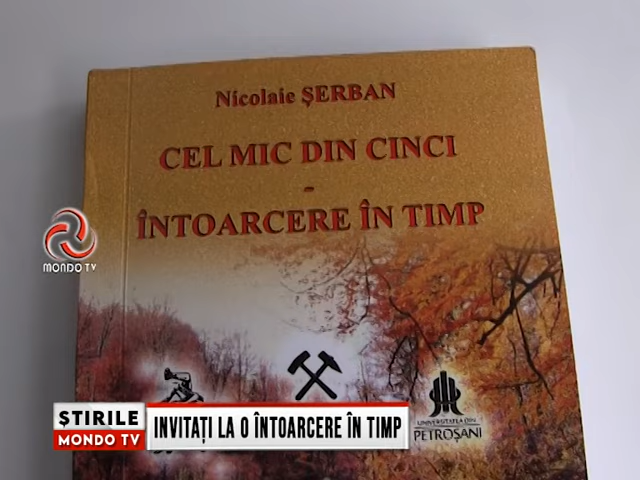 Nicolaie ŞERBAN
CEL MIC DIN CINCI
-
ÎNTOARCERE ÎN TIMP
MONDO TV
UNIVERSITATEA DIN
PETROŞANI
ŞTIRILE
MONDO TV
INVITAŢI LA O ÎNTOARCERE ÎN TIMP